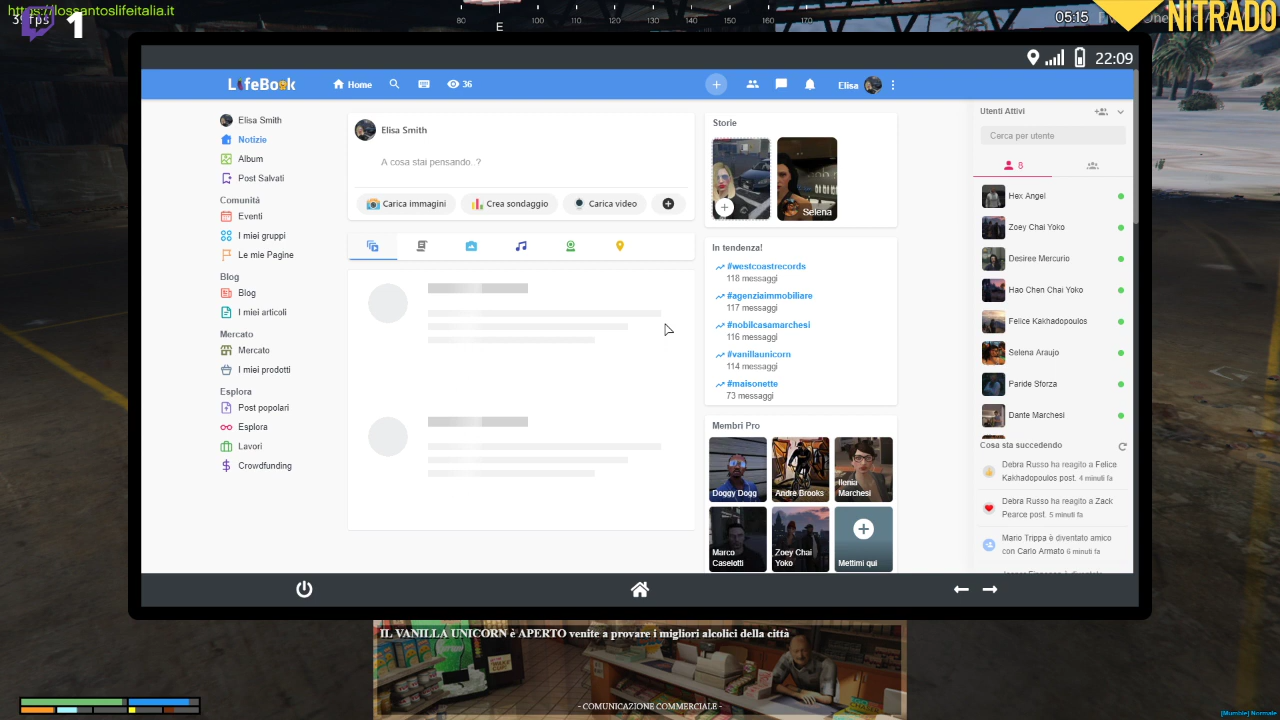 https://lossantoslifeitalia.it
1
80
E
100
110
120
130
140
150
160
170
05:15
NITRADO
22:09
LifeBook
Home
36
Elisa
Elisa Smith
Notizie
Album
Post Salvati
Comunità
Eventi
I miei gruppi
Le mie Pagine
Blog
Blog
I miei articoli
Mercato
Mercato
I miei prodotti
Esplora
Post popolari
Esplora
Lavori
Crowdfunding
Elisa Smith
A cosa stai pensando..?
Carica immagini
Crea sondaggio
Carica video
Storie
Selena
In tendenza!
#westcoastrecords
118 messaggi
#agenziaimmobiliare
117 messaggi
#nobilcasamarchesi
116 messaggi
#vanillaunicorn
114 messaggi
#maisonette
73 messaggi
Membri Pro
Doggy Dogg
Andre Brooks
Ilenia
Marchesi
Marco
Caselotti
Zoey Chai
Yoko
Mettimi qui
Utenti Attivi
Cerca per utente
8
Hex Angel
Zoey Chai Yoko
Desiree Mercurio
Hao Chen Chai Yoko
Felice Kakhadopoulos
Selena Araujo
Paride Sforza
Dante Marchesi
Cosa sta succedendo
Debra Russo ha reagito a Felice
Kakhadopoulos post. 4 minuti fa
Debra Russo ha reagito a Zack
Pearce post. 5 minuti fa
Mario Trippa è diventato amico
con Carlo Armato 6 minuti fa
IL VANILLA UNICORN è APERTO venite a provare i migliori alcolici della città
- COMUNICAZIONE COMMERCIALE -
[Mumble] Normale